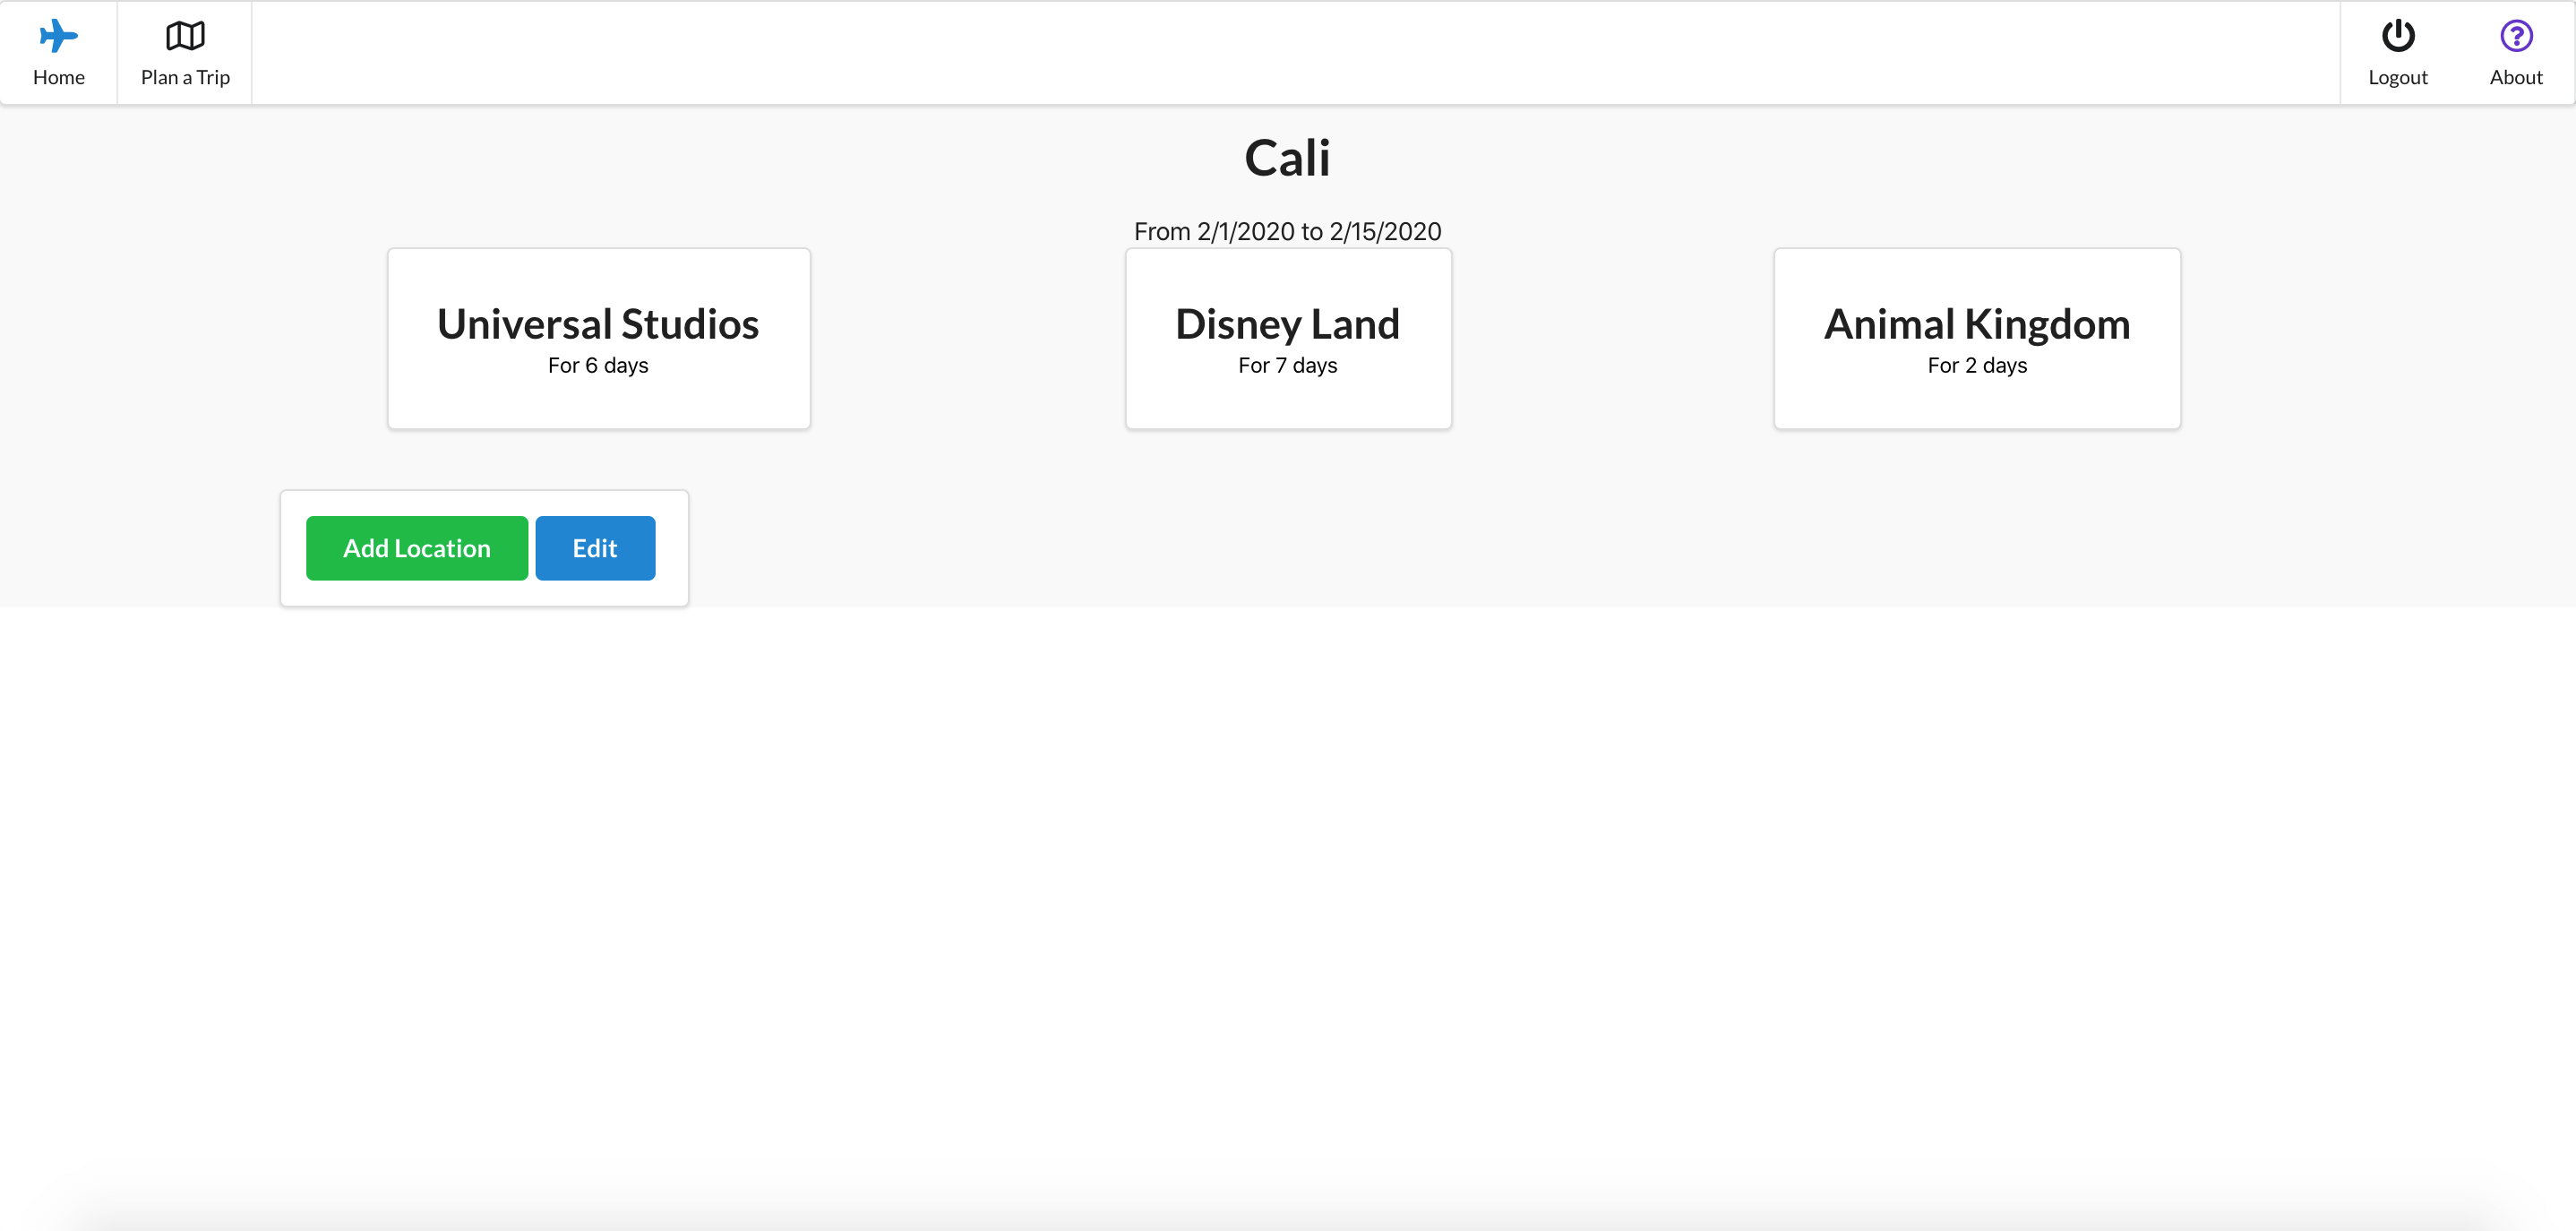 Home
Plan a Trip
Logout
About
Cali
From 2/1/2020 to 2/15/2020
Universal Studios
For 6 days
Disney Land
For 7 days
Animal Kingdom
For 2 days
Add Location
Edit